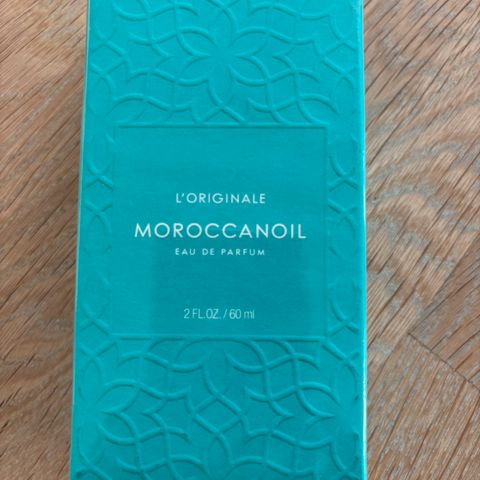 L'ORIGINALE
MOROCCANOIL
EAU DE PARFUM
2 FL.OZ. / 60 ml